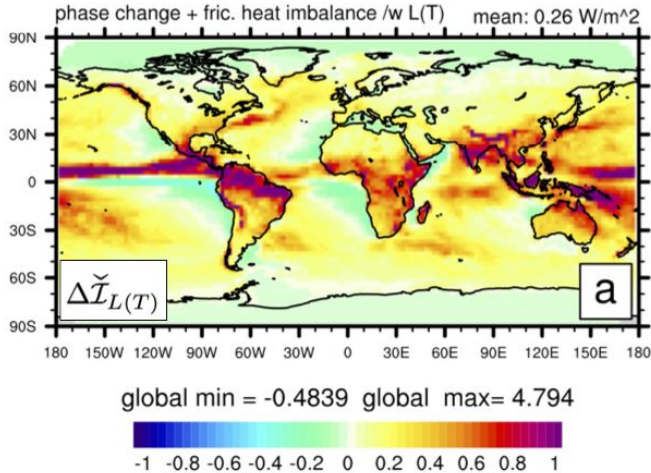 phase change + fric. heat imbalance /w L(T) mean: 0.26 W/m^2
90N
60N
30N
0
30S
60S
90S
ΔĬ_L(T)
a
180 150W 120W 90W 60W 30W 0 30E 60E 90E 120E 150E 180
global min = -0.4839 global max= 4.794
-1 -0.8 -0.6 -0.4 -0.2 0 0.2 0.4 0.6 0.8 1